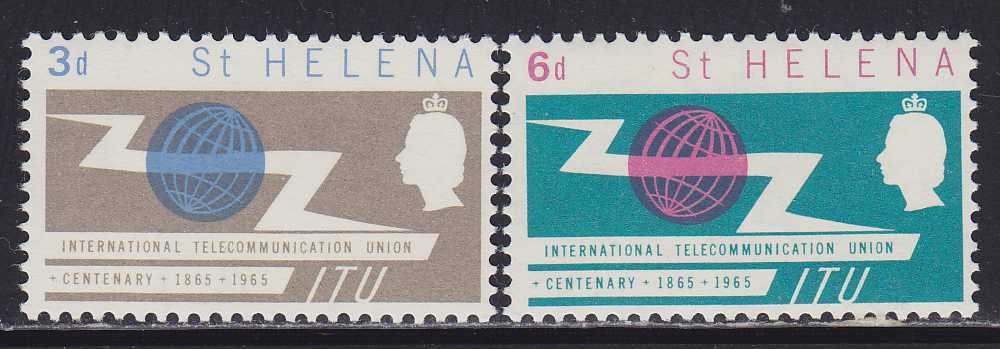 3d St HELENA
INTERNATIONAL TELECOMMUNICATION UNION
+ CENTENARY + 1865 + 1965
ITU
6d St HELENA
INTERNATIONAL TELECOMMUNICATION UNION
+ CENTENARY + 1865 + 1965
ITU